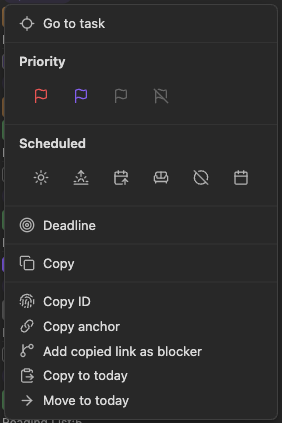 Go to task
Priority
Scheduled
Deadline
Copy
Copy ID
Copy anchor
Add copied link as blocker
Copy to today
Move to today